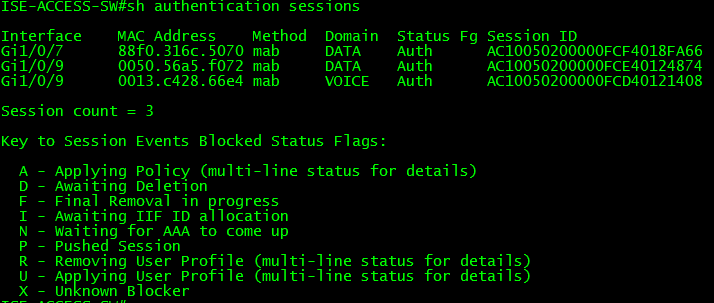 ISE-ACCESS-SW#sh authentication sessions
Interface MAC Address Method Domain Status Fg Session ID
Gi1/0/7 88f0.316c.5070 mab DATA Auth AC10050200000FCF4018FA66
Gi1/0/9 0050.56a5.f072 mab DATA Auth AC10050200000FCE40124874
Gi1/0/9 0013.c428.66e4 mab VOICE Auth AC10050200000FCD40121408
Session count = 3
Key to Session Events Blocked Status Flags:
A - Applying Policy (multi-line status for details)
D - Awaiting Deletion
F - Final Removal in progress
I - Awaiting IIF ID allocation
N - Waiting for AAA to come up
P - Pushed Session
R - Removing User Profile (multi-line status for details)
U - Applying User Profile (multi-line status for details)
X - Unknown Blocker
ISE-ACCESS-SW#